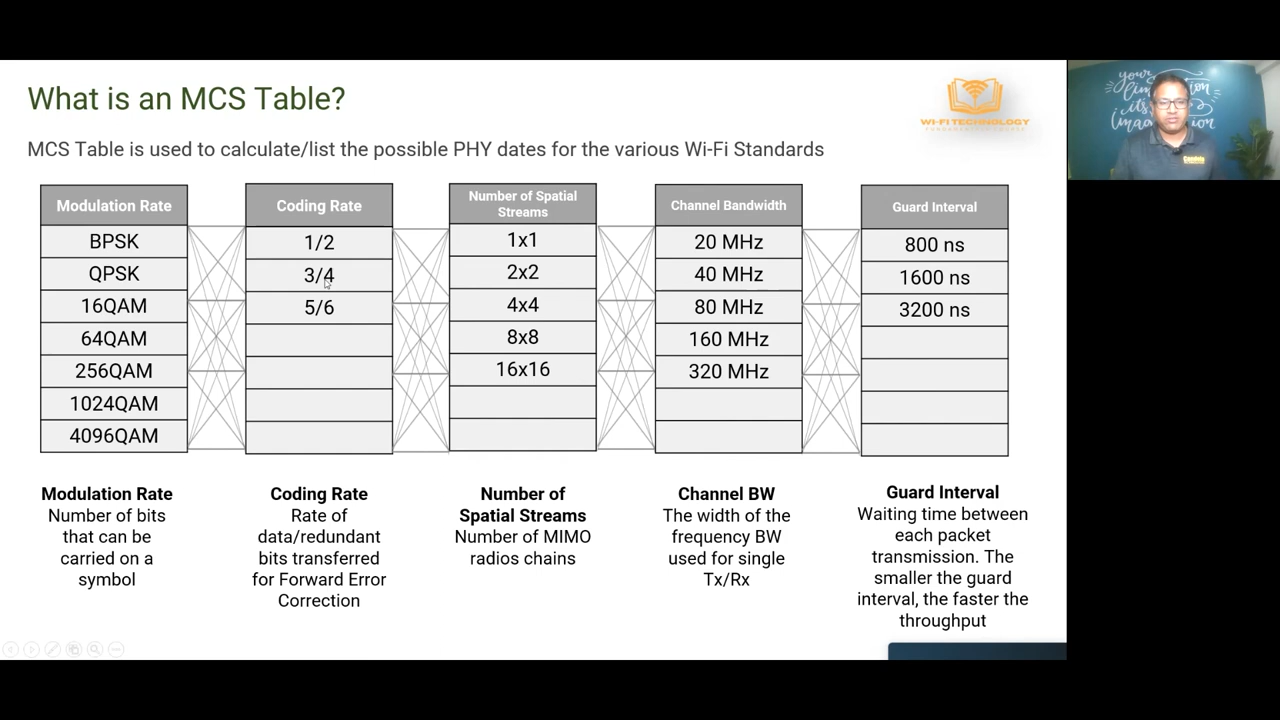 What is an MCS Table?
WI-FI TECHNOLOGY
MCS Table is used to calculate/list the possible PHY dates for the various Wi-Fi Standards
Modulation Rate
BPSK
QPSK
16QAM
64QAM
256QAM
1024QAM
4096QAM
Coding Rate
1/2
3/4
5/6
Number of Spatial
Streams
1x1
2x2
4x4
8x8
16x16
Channel Bandwidth
20 MHz
40 MHz
80 MHz
160 MHz
320 MHz
Guard Interval
800 ns
1600 ns
3200 ns
Modulation Rate
Number of bits
that can be
carried on a
symbol
Coding Rate
Rate of
data/redundant
bits transferred
for Forward Error
Correction
Number of
Spatial Streams
Number of MIMO
radios chains
Channel BW
The width of the
frequency BW
used for single
Tx/Rx
Guard Interval
Waiting time between
each packet
transmission. The
smaller the guard
interval, the faster the
throughput
your
it's